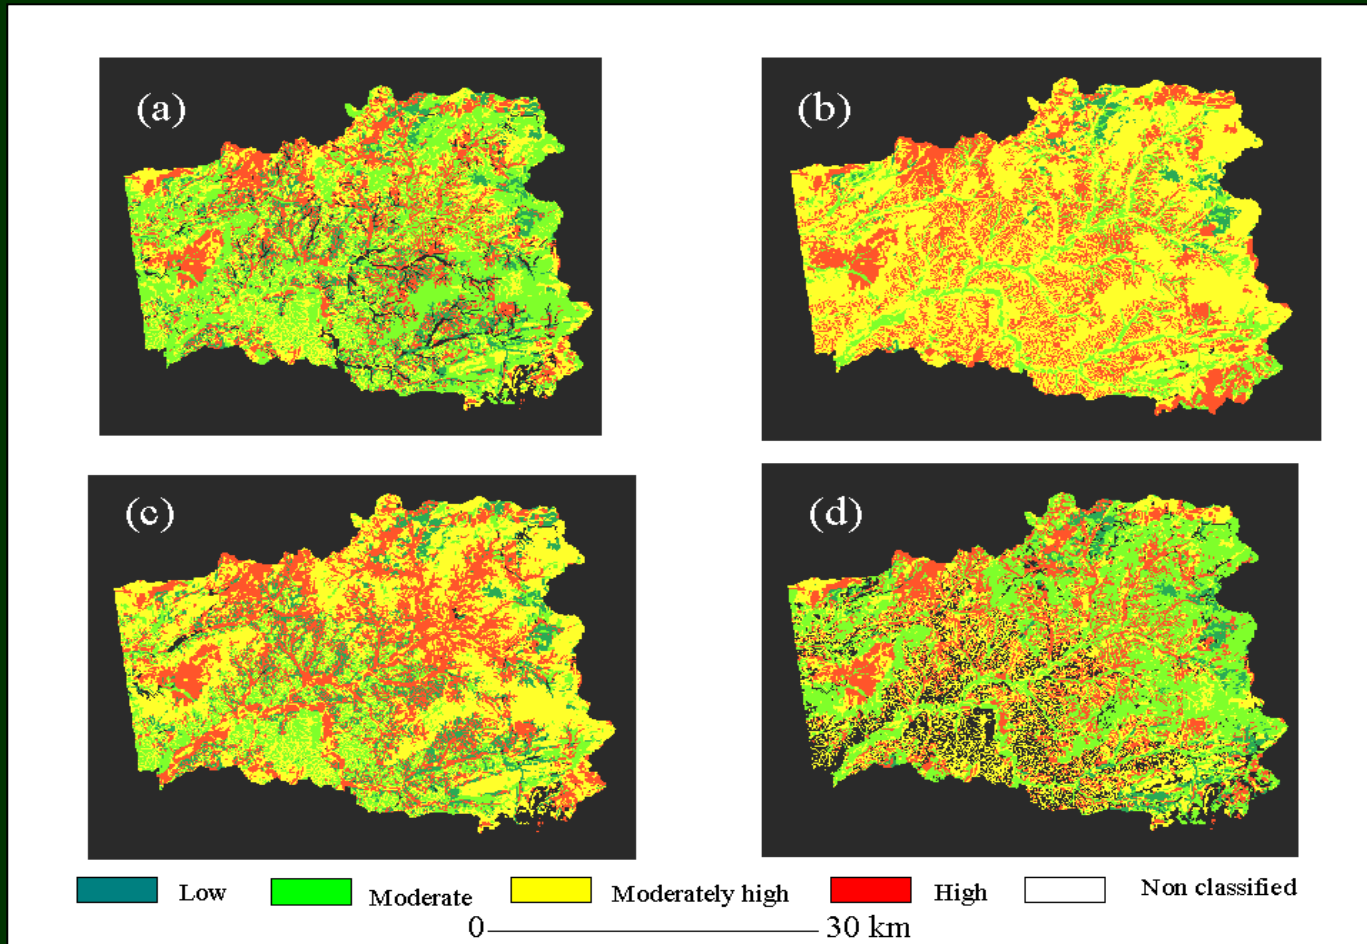 (a)
(b)
(c)
(d)
Low
Moderate
Moderately high
High
Non classified
0
30 km